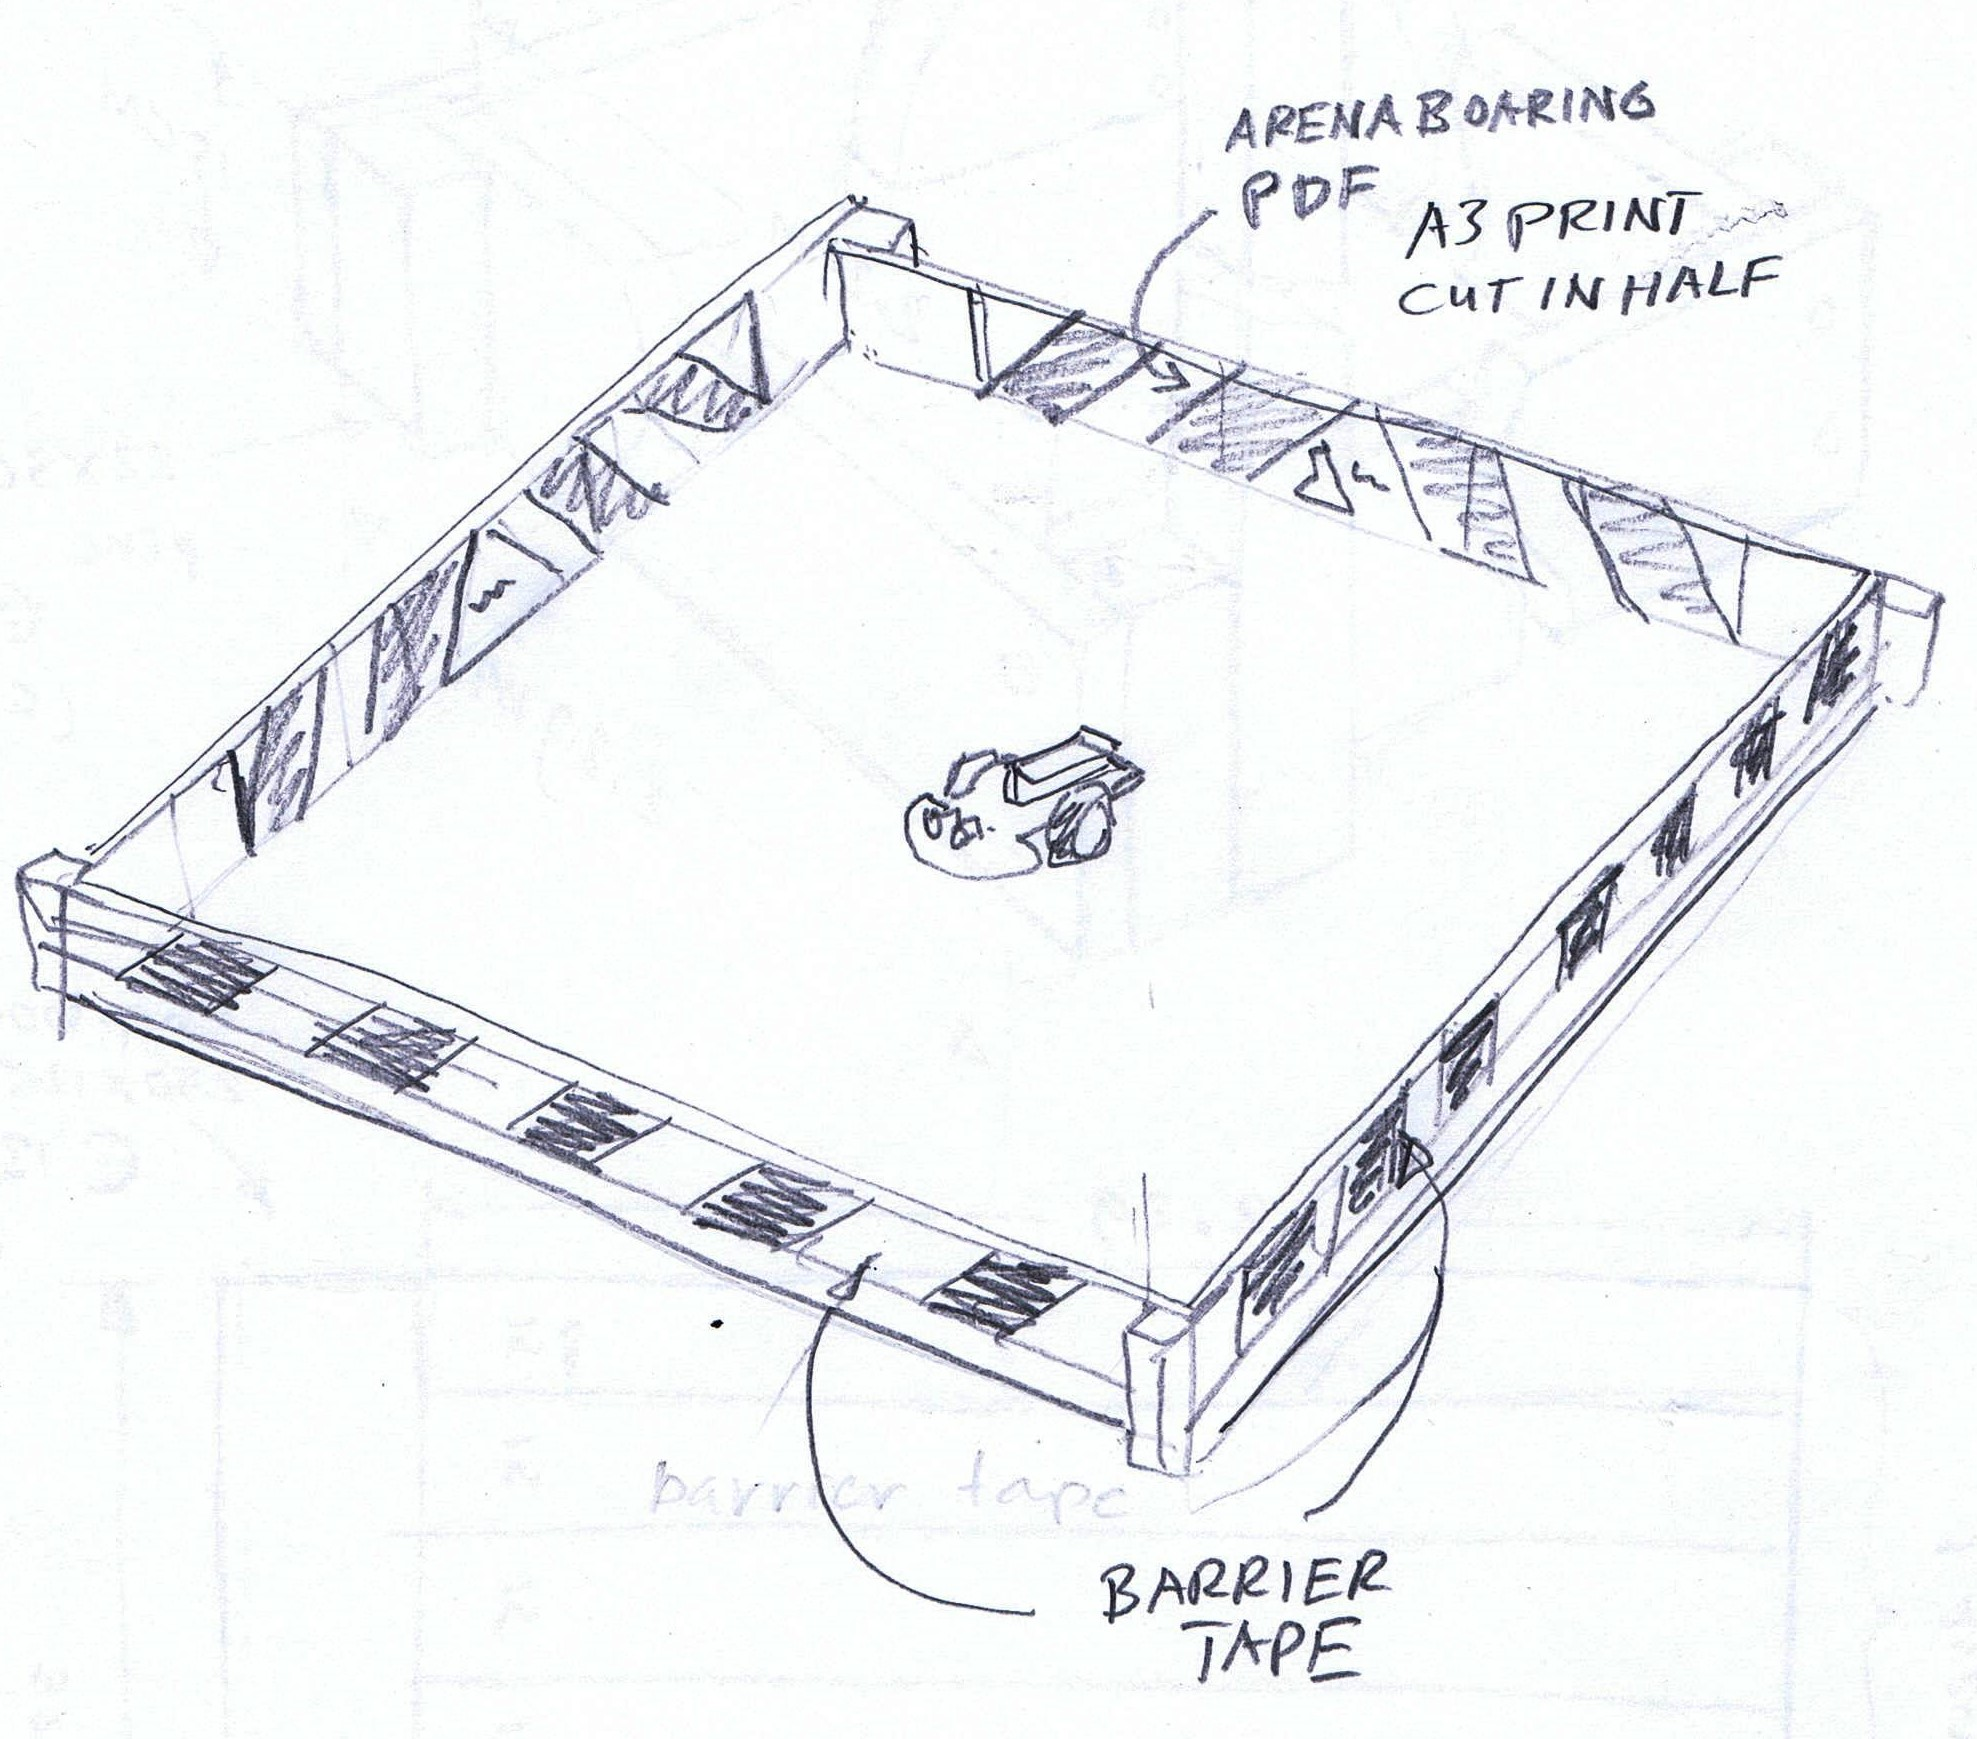 ARENA BOARING
PDF
A3 PRINT
CUT IN HALF
barrier tape
BARRIER
TAPE